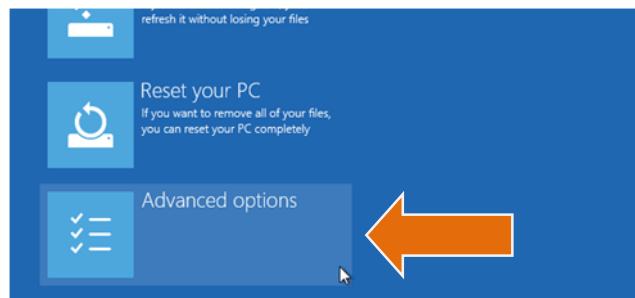 refresh it without losing your files
Reset your PC
If you want to remove all of your files,
you can reset your PC completely
Advanced options